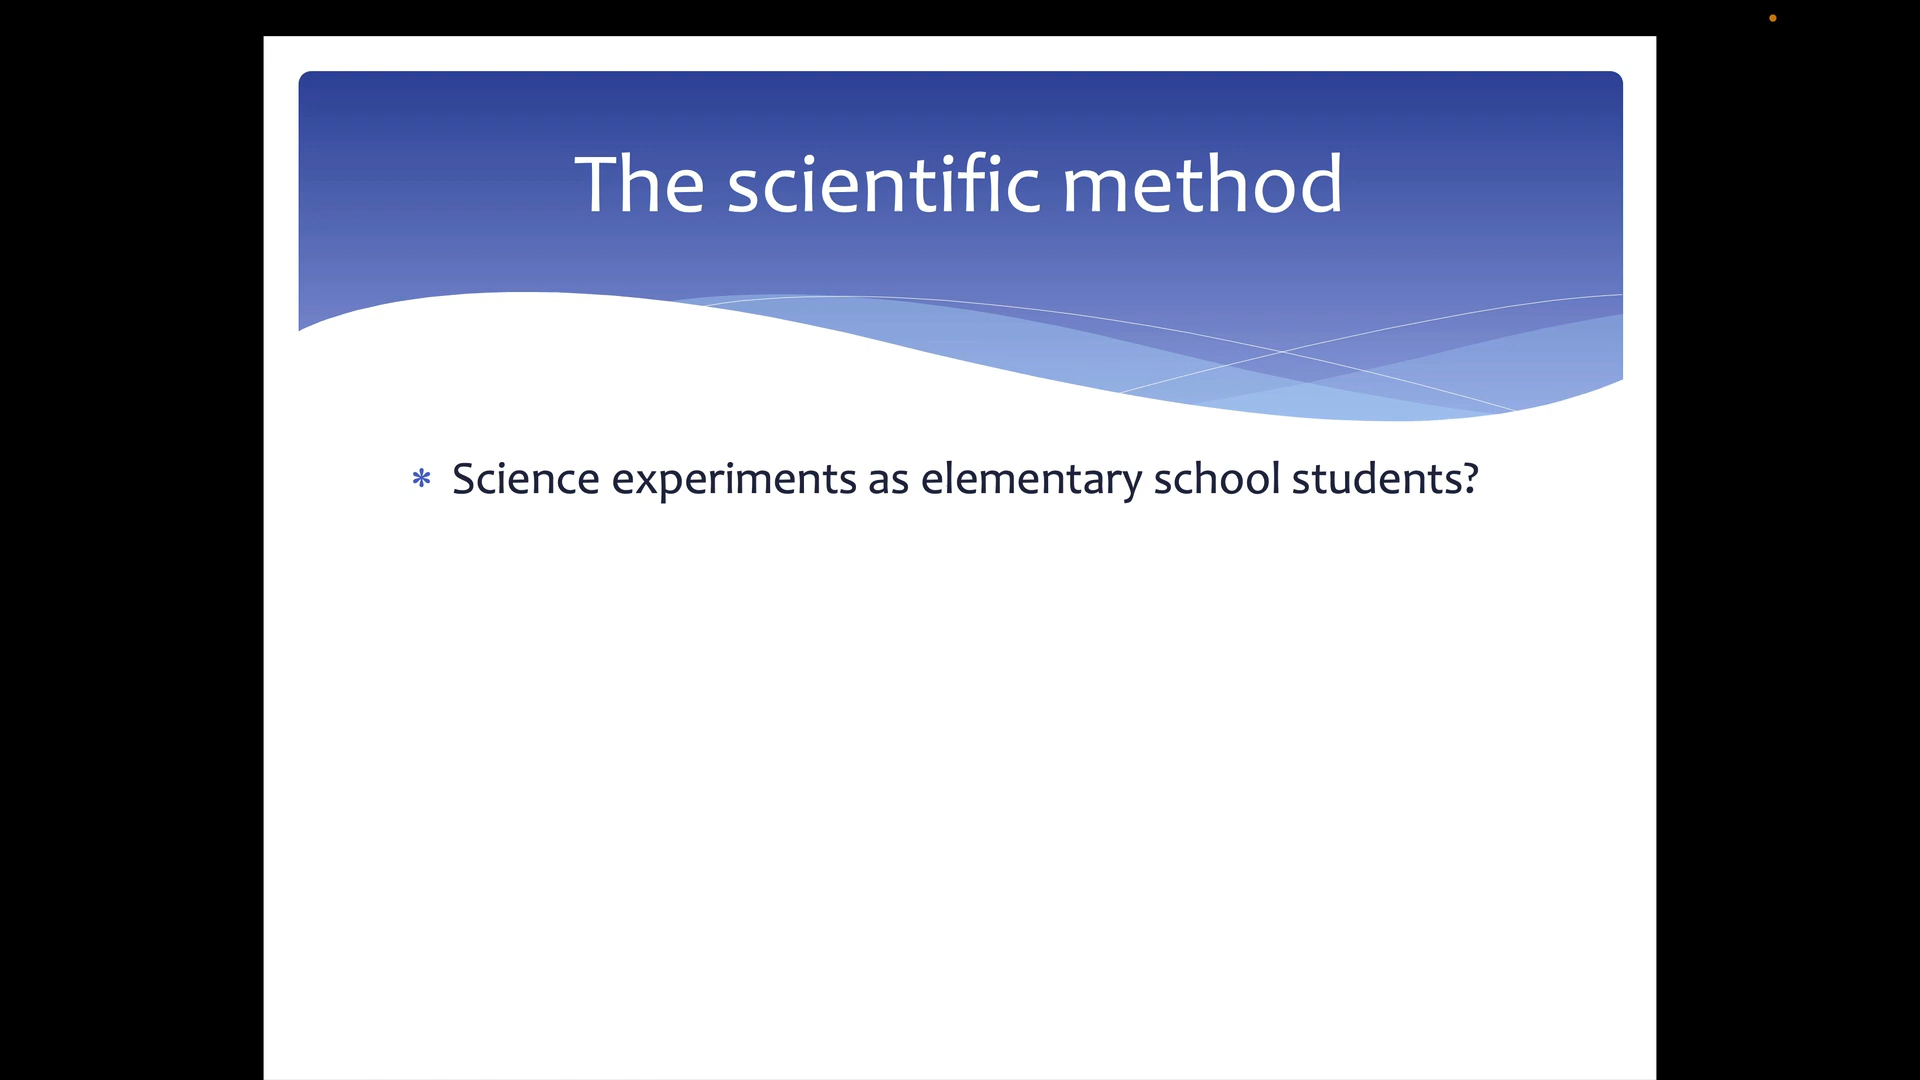 The scientific method
* Science experiments as elementary school students?